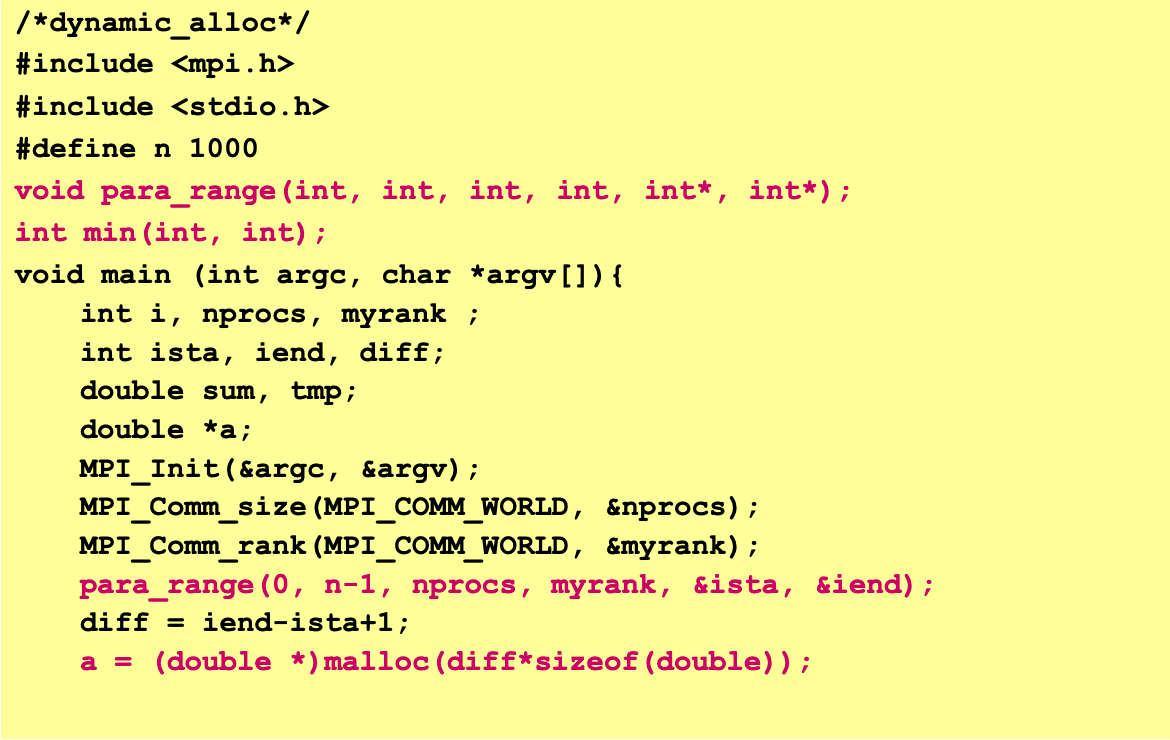 /*dynamic_alloc*/
#include <mpi.h>
#include <stdio.h>
#define n 1000
void para_range(int, int, int, int, int*, int*);
int min(int, int);
void main (int argc, char *argv[]){
    int i, nprocs, myrank ;
    int ista, iend, diff;
    double sum, tmp;
    double *a;
    MPI_Init(&argc, &argv);
    MPI_Comm_size(MPI_COMM_WORLD, &nprocs);
    MPI_Comm_rank(MPI_COMM_WORLD, &myrank);
    para_range(0, n-1, nprocs, myrank, &ista, &iend);
    diff = iend-ista+1;
    a = (double *)malloc(diff*sizeof(double));